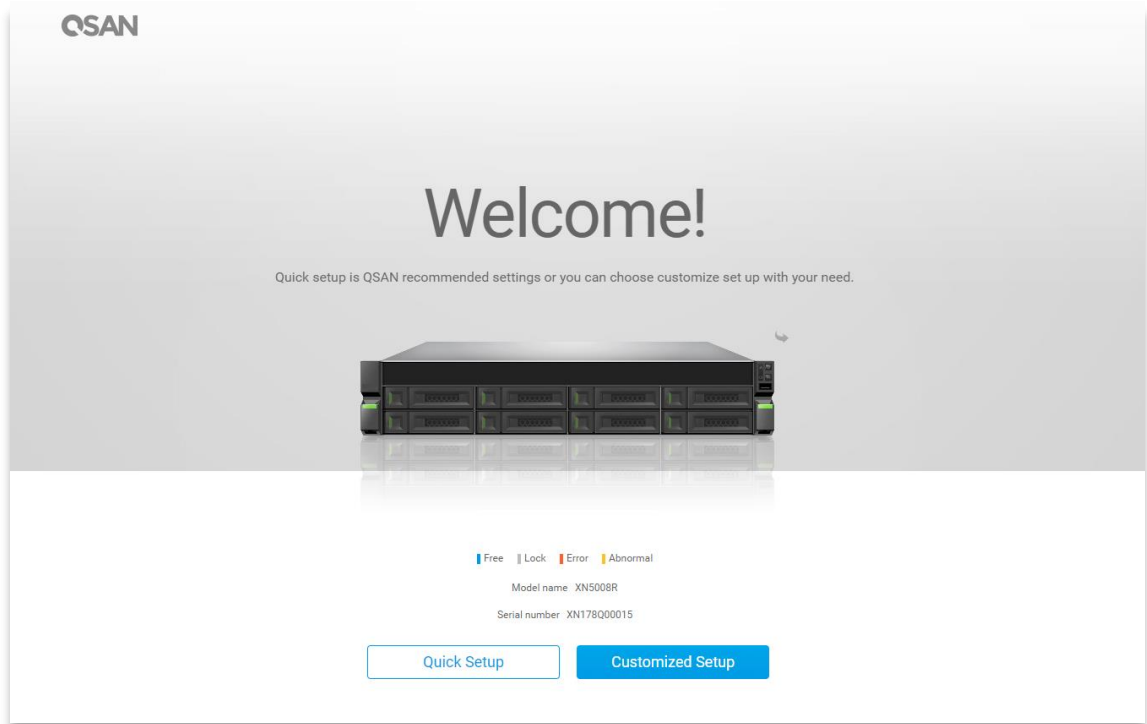 QSAN
Welcome!
Quick setup is QSAN recommended settings or you can choose customize set up with your need.
Free Lock Error Abnormal
Model name XN5008R
Serial number XN178Q00015
Quick Setup
Customized Setup